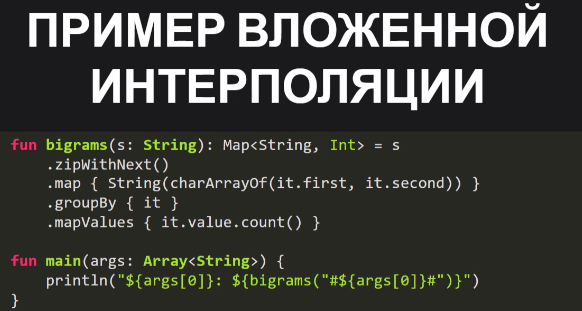 ПРИМЕР ВЛОЖЕННОЙ
ИНТЕРПОЛЯЦИИ
fun bigrams(s: String): Map<String, Int> = s
    .zipWithNext()
    .map { String(charArrayOf(it.first, it.second)) }
    .groupBy { it }
    .mapValues { it.value.count() }
fun main(args: Array<String>) {
    println("${args[0]}: ${bigrams("#${args[0]}#")}")
}